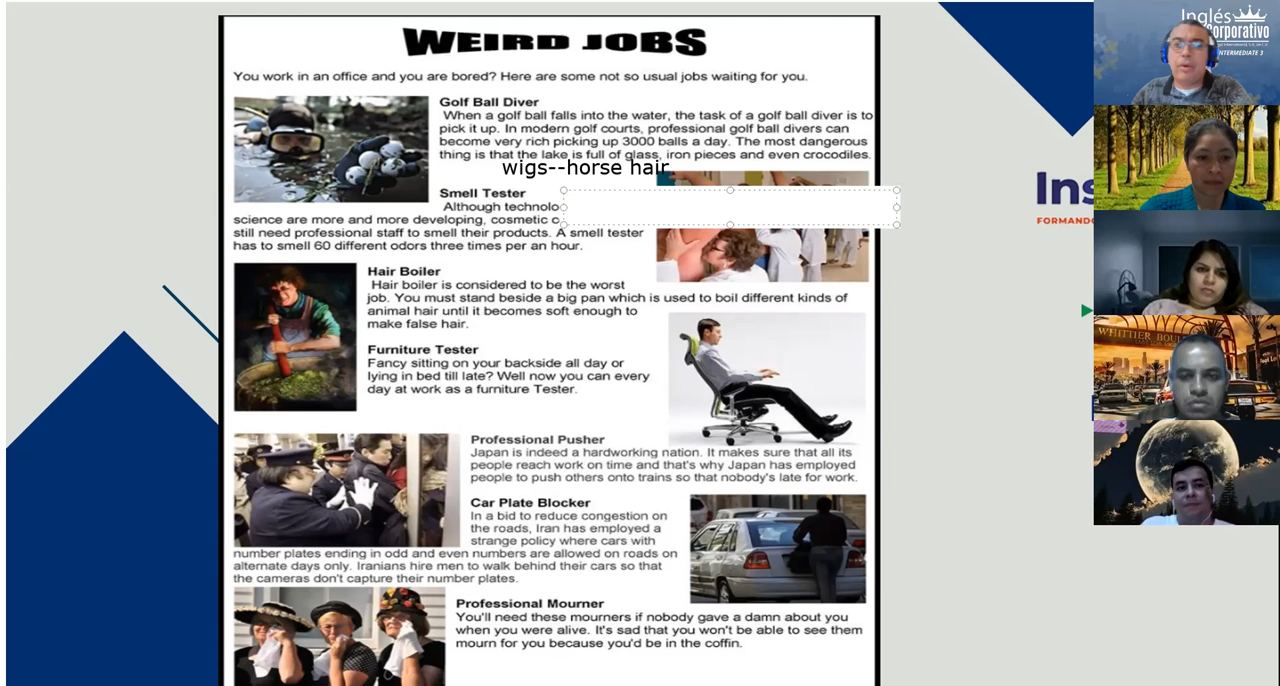 WEIRD JOBS
You work in an office and you are bored? Here are some not so usual jobs waiting for you.
Golf Ball Diver
When a golf ball falls into the water, the task of a golf ball diver is to
pick it up. In modern golf courts, professional golf ball divers can
become very rich picking up 3000 balls a day. The most dangerous
thing is that the lake is full of glass, iron pieces and even crocodiles.
wigs--horse hair
Smell Tester
Although technolo
science are more and more developing, cosmetic c
still need professional staff to smell their products. A smell tester
has to smell 60 different odors three times per an hour.
Hair Boiler
Hair boiler is considered to be the worst
job. You must stand beside a big pan which is used to boil different kinds of
animal hair until it becomes soft enough to
make false hair.
Furniture Tester
Fancy sitting on your backside all day or
lying in bed till late? Well now you can every
day at work as a furniture Tester.
Professional Pusher
Japan is indeed a hardworking nation. It makes sure that all its
people reach work on time and that's why Japan has employed
people to push others onto trains so that nobody's late for work.
Car Plate Blocker
In a bid to reduce congestion on
the roads, Iran has employed a
strange policy where cars with
number plates ending in odd and even numbers are allowed on roads on
alternate days only. Iranians hire men to walk behind their cars so that
the cameras don't capture their number plates.
Professional Mourner
You'll need these mourners if nobody gave a damn about you
when you were alive. It's sad that you won't be able to see them
mourn for you because you'd be in the coffin.
Ins
FORMANDO
Inglés
Corporativo
INTERMEDIATE 3
WHITTIER BOUL